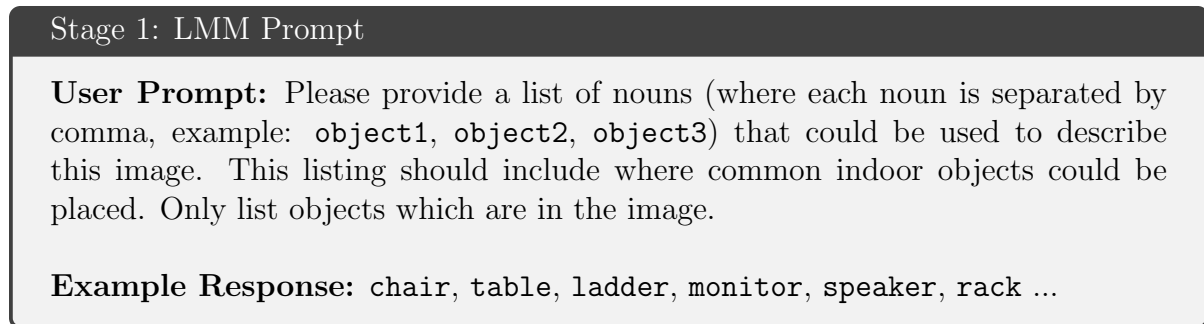 Stage 1: LMM Prompt
User Prompt: Please provide a list of nouns (where each noun is separated by
comma, example: object1, object2, object3) that could be used to describe
this image. This listing should include where common indoor objects could be
placed. Only list objects which are in the image.
Example Response: chair, table, ladder, monitor, speaker, rack ...